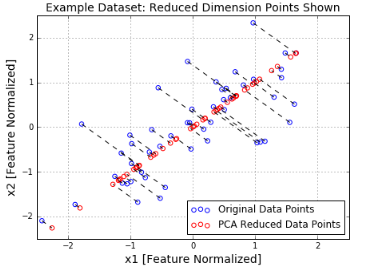 Example Dataset: Reduced Dimension Points Shown
x2 [Feature Normalized]
2
1
0
−1
−2
−2
−1
0
1
2
Original Data Points
PCA Reduced Data Points
x1 [Feature Normalized]